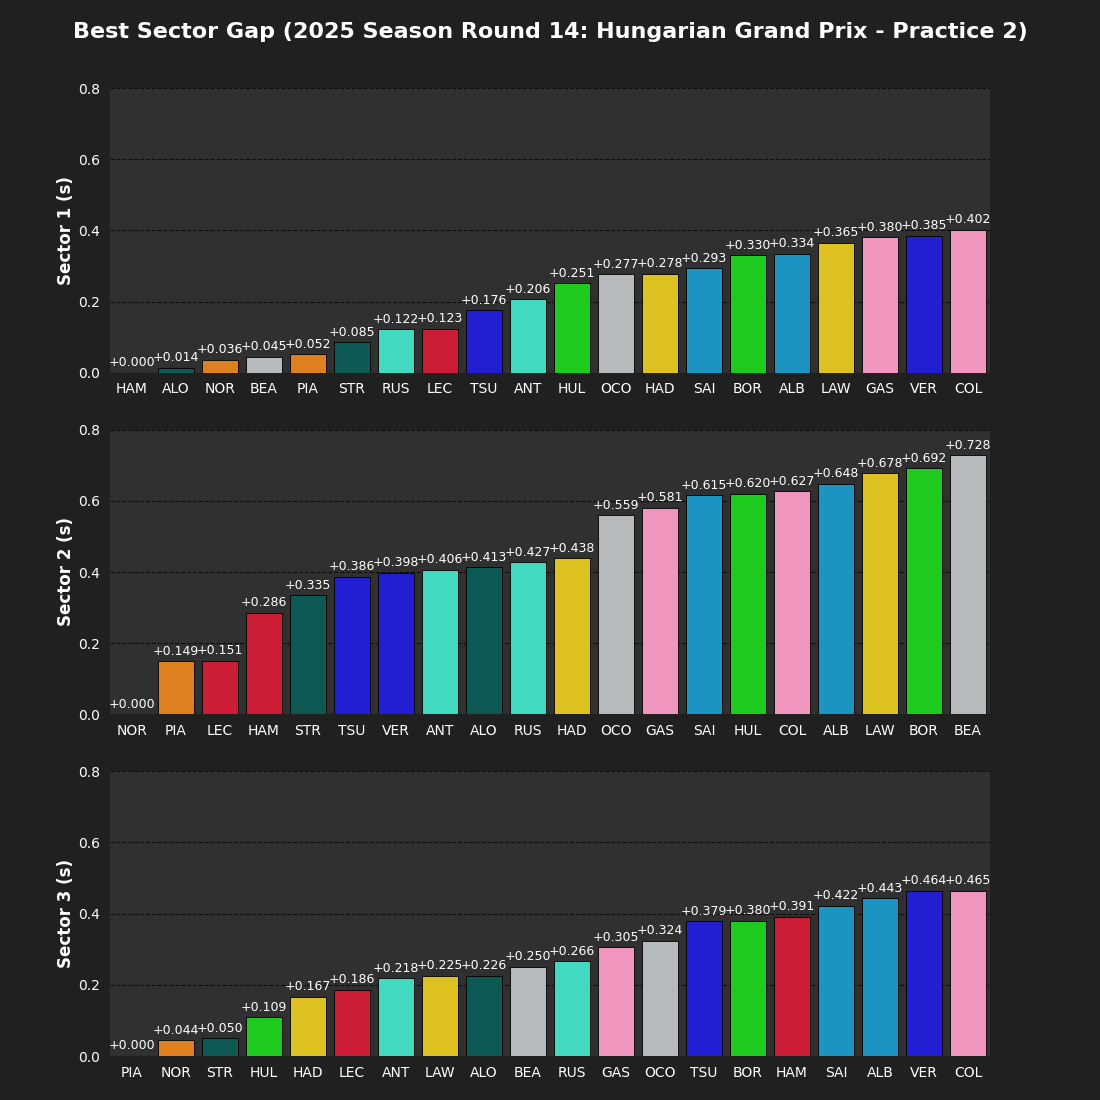 Best Sector Gap (2025 Season Round 14: Hungarian Grand Prix - Practice 2)
Sector 1 (s)
0.8
0.6
0.4
0.2
0.0
+0.000 +0.014 +0.036 +0.045 +0.052 +0.085 +0.122 +0.123 +0.176 +0.206 +0.251 +0.277 +0.278 +0.293 +0.330 +0.334 +0.365 +0.380 +0.385 +0.402
HAM ALO NOR BEA PIA STR RUS LEC TSU ANT HUL OCO HAD SAI BOR ALB LAW GAS VER COL
Sector 2 (s)
0.8
0.6
0.4
0.2
0.0
+0.000 +0.149 +0.151 +0.286 +0.335 +0.386 +0.398 +0.406 +0.413 +0.427 +0.438 +0.559 +0.581 +0.615 +0.620 +0.627 +0.648 +0.678 +0.692 +0.728
NOR PIA LEC HAM STR TSU VER ANT ALO RUS HAD OCO GAS SAI HUL COL ALB LAW BOR BEA
Sector 3 (s)
0.8
0.6
0.4
0.2
0.0
+0.000 +0.044 +0.050 +0.109 +0.167 +0.186 +0.218 +0.225 +0.226 +0.250 +0.266 +0.305 +0.324 +0.379 +0.380 +0.391 +0.422 +0.443 +0.464 +0.465
PIA NOR STR HUL HAD LEC ANT LAW ALO BEA RUS GAS OCO TSU BOR HAM SAI ALB VER COL